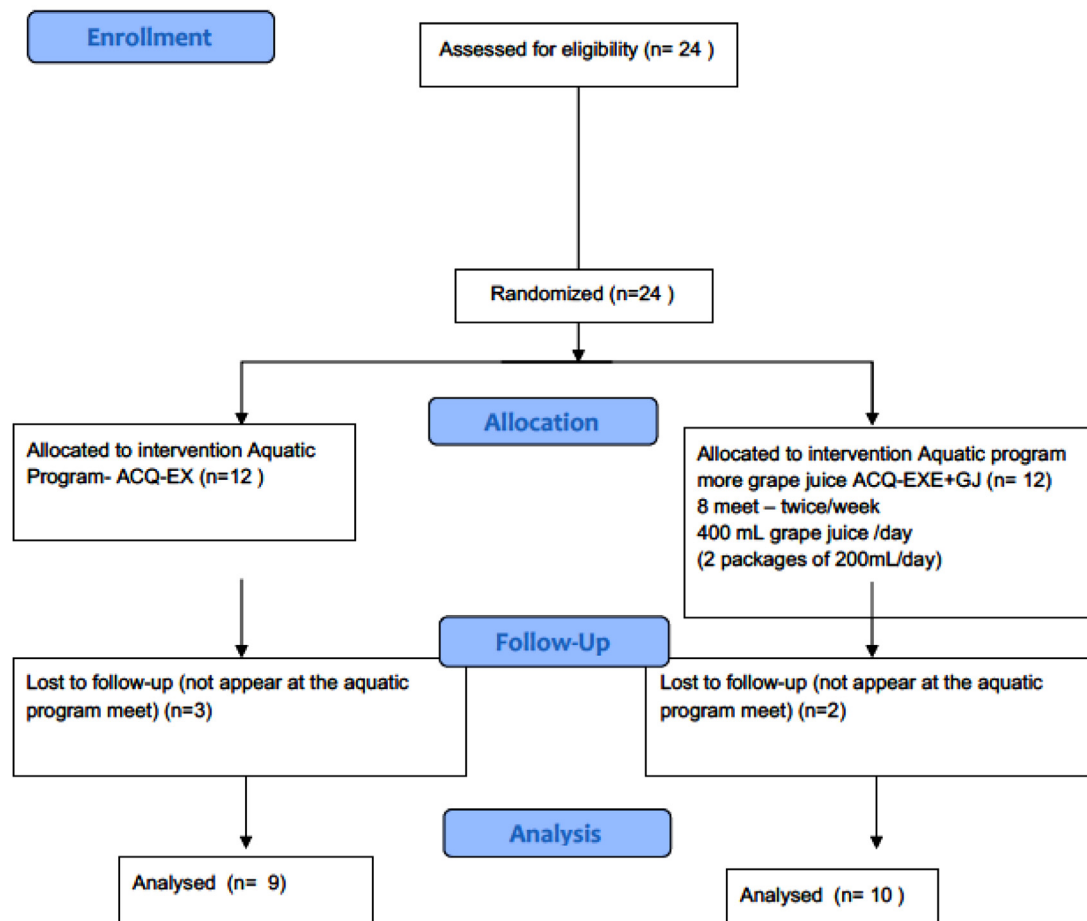 Enrollment
Assessed for eligibility (n= 24 )
Randomized (n=24 )
Allocation
Allocated to intervention Aquatic
Program- ACQ-EX (n=12 )
Allocated to intervention Aquatic program
more grape juice ACQ-EXE+GJ (n= 12)
8 meet – twice/week
400 mL grape juice /day
(2 packages of 200mL/day)
Follow-Up
Lost to follow-up (not appear at the aquatic
program meet) (n=3)
Lost to follow-up (not appear at the aquatic
program meet) (n=2)
Analysis
Analysed  (n=  9)
Analysed  (n= 10 )